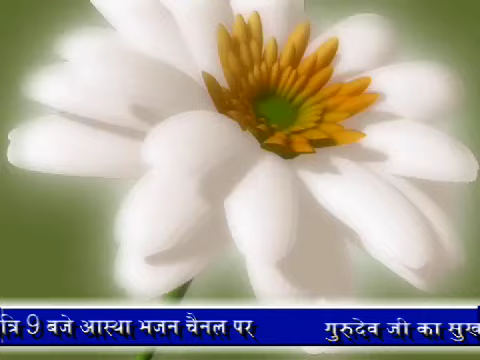 त्रि 9 बजे आस्था भजन चैनल पर गुरुदेव जी का सुख